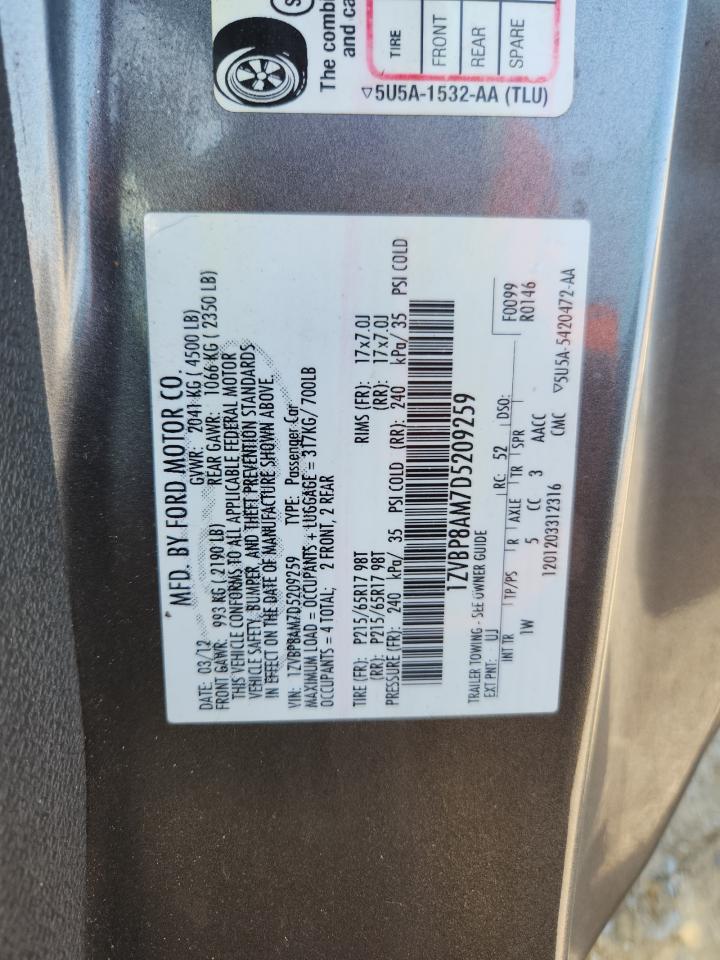 The combi
and ca
TIRE
FRONT
REAR
SPARE
▽5U5A-1532-AA (TLU)
MFD. BY FORD MOTOR CO.
DATE: 03/12 GVWR: 2041 KG ( 4500 LB)
FRONT GAWR: 993 KG ( 2190 LB) REAR GAWR: 1066 KG ( 2350 LB)
THIS VEHICLE CONFORMS TO ALL APPLICABLE FEDERAL MOTOR
VEHICLE SAFETY, BUMPER, AND THEFT PREVENTION STANDARDS
IN EFFECT ON THE DATE OF MANUFACTURE SHOWN ABOVE.
VIN: 1ZVBP8AM7D5209259 TYPE: Passenger Car
MAXIMUM LOAD = OCCUPANTS + LUGGAGE = 317KG/ 700LB
OCCUPANTS = 4 TOTAL; 2 FRONT, 2 REAR
TIRE (FR): P215/65R17 98T RIMS (FR): 17x7.0J
(RR): P215/65R17 98T (RR): 17x7.0J
PRESSURE (FR): 240 kPa/ 35 PSI COLD (RR): 240 kPa/ 35 PSI COLD
1ZVBP8AM7D5209259
TRAILER TOWING - SEE OWNER GUIDE
F0099
EXT PNT: UJ RC: 52 DSO: R0146
INT TR TP/PS R AXLE TR SPR
1W 5 CC 3 AACC
1201203312316 CMC ▽5U5A-5420472-AA